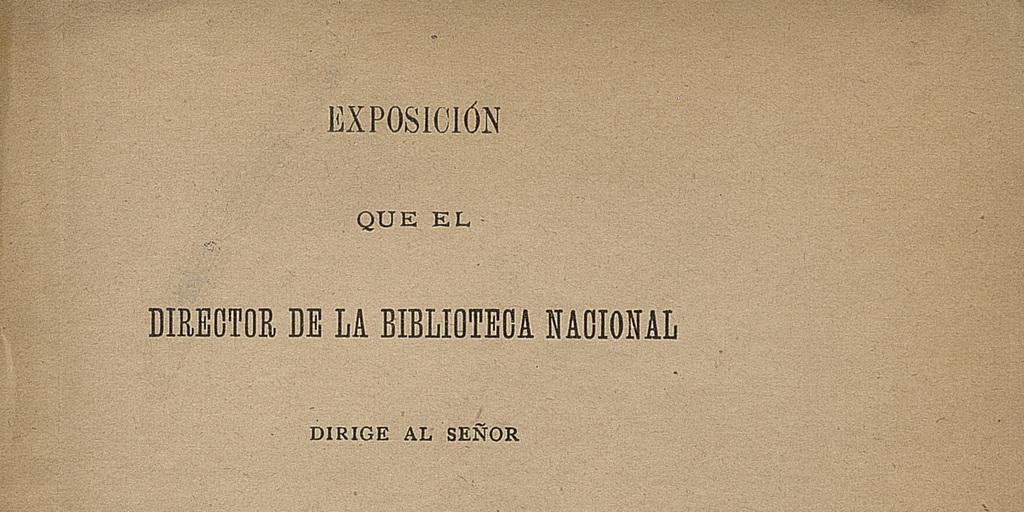 EXPOSICIÓN
QUE EL
DIRECTOR DE LA BIBLIOTECA NACIONAL
DIRIGE AL SEÑOR